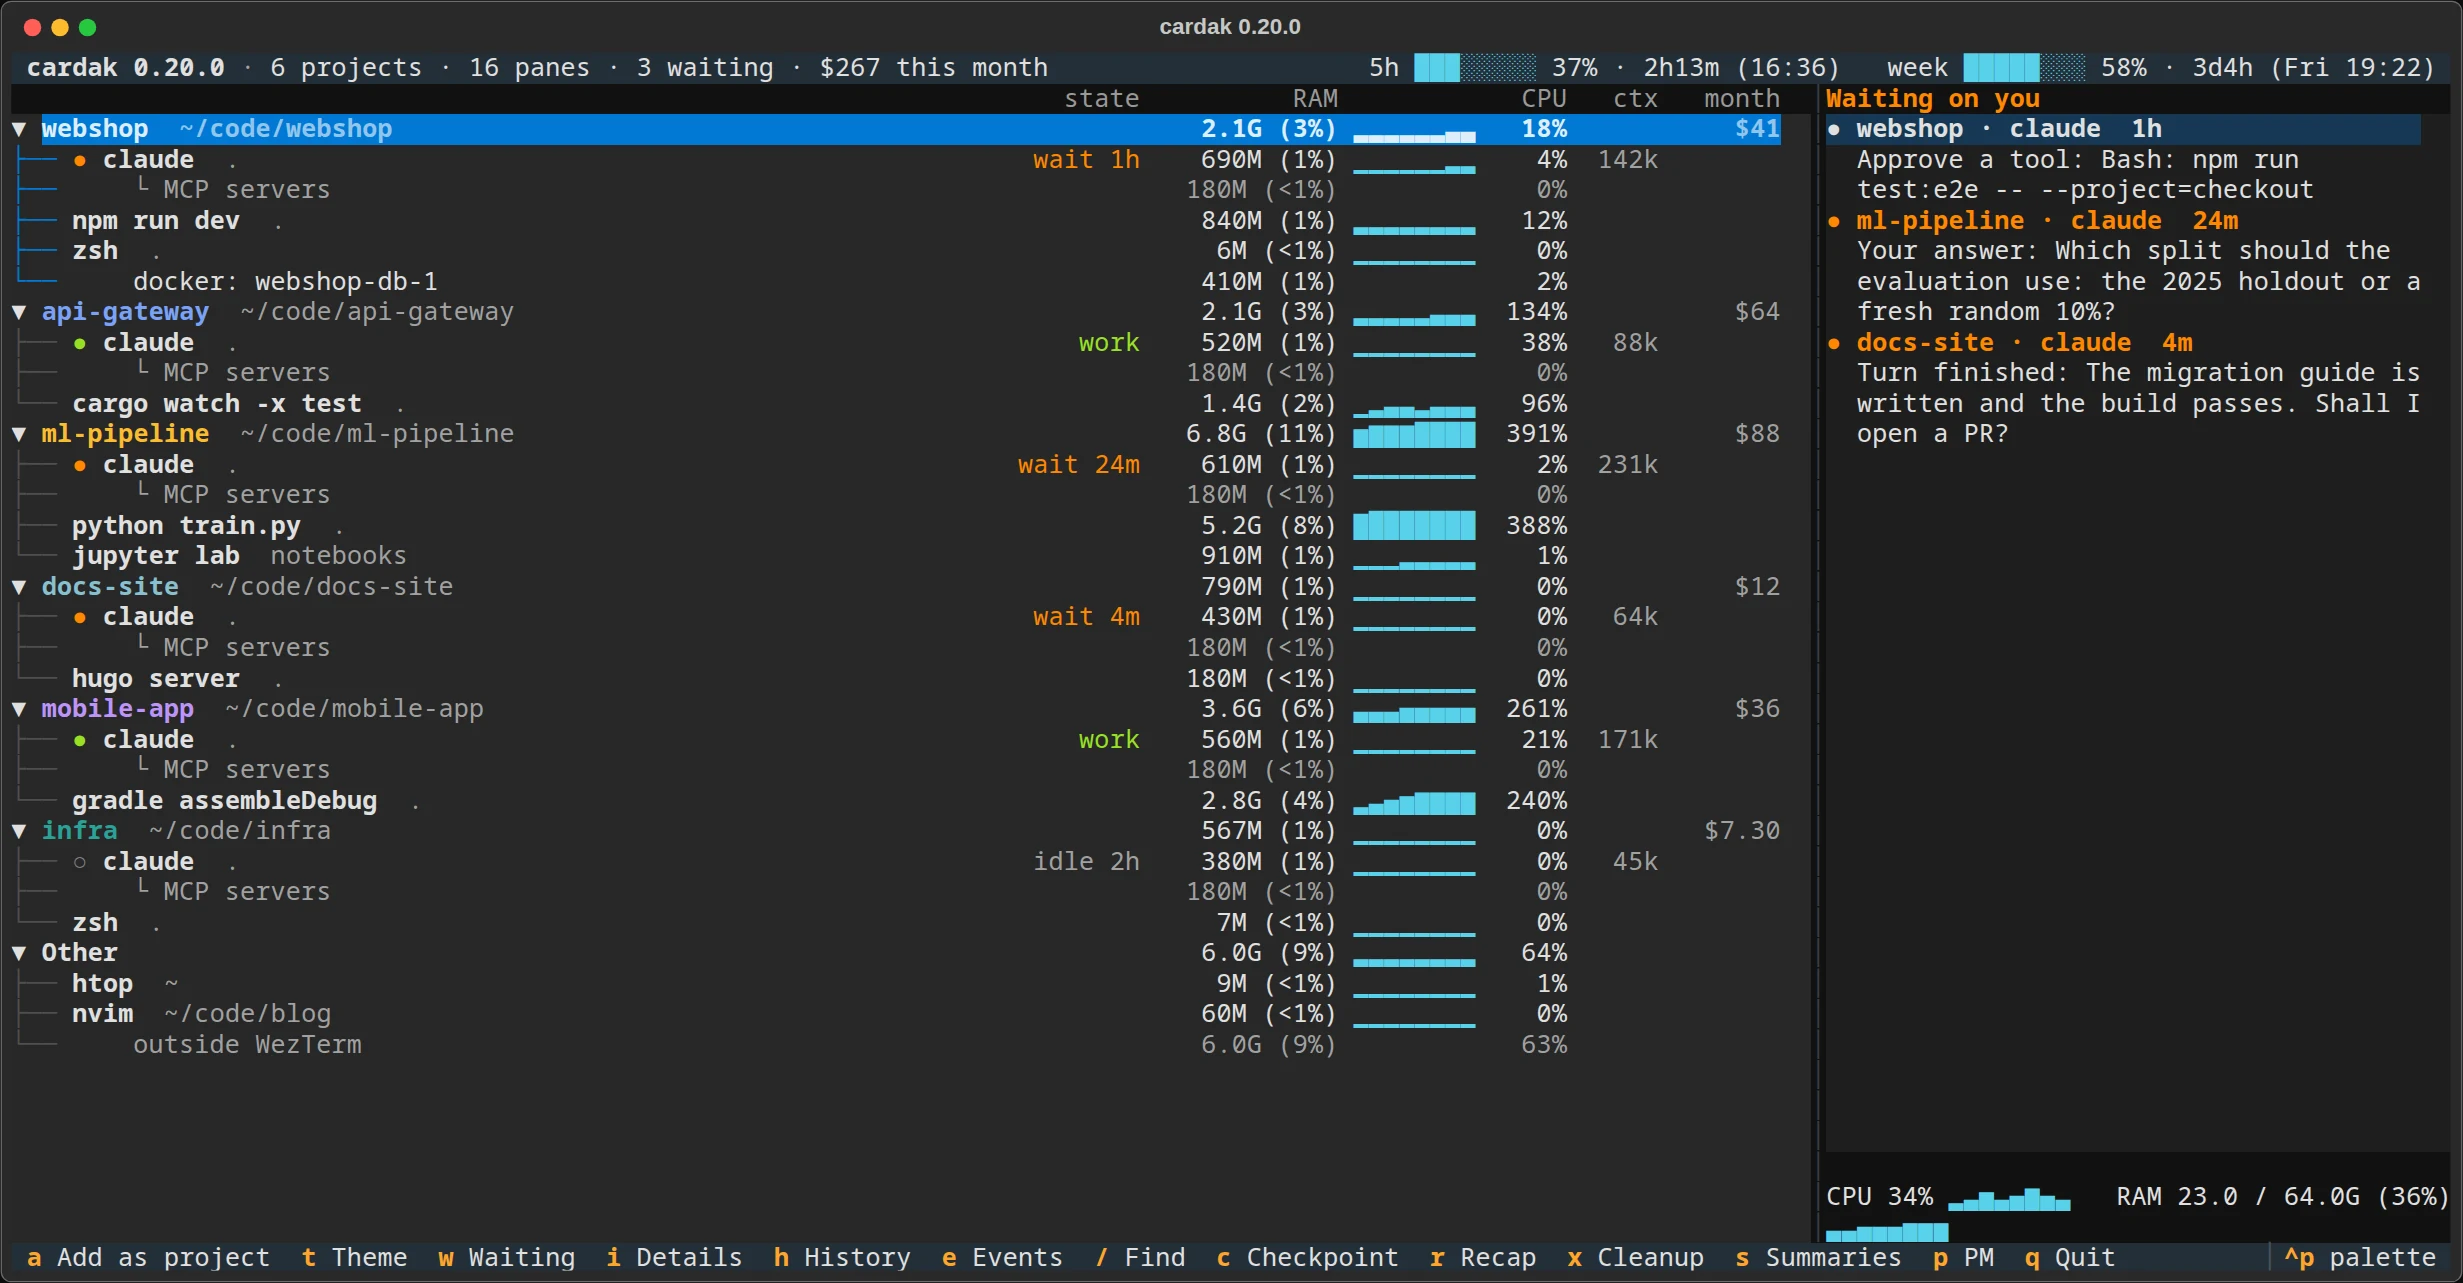 cardak 0.20.0
cardak 0.20.0 · 6 projects · 16 panes · 3 waiting · $267 this month 5h 37% · 2h13m (16:36) week 58% · 3d4h (Fri 19:22)
state RAM CPU ctx month
▼ webshop ~/code/webshop 2.1G (3%) 18% $41
● claude . wait 1h 690M (1%) 4% 142k
└ MCP servers 180M (<1%) 0%
npm run dev . 840M (1%) 12%
zsh . 6M (<1%) 0%
docker: webshop-db-1 410M (1%) 2%
▼ api-gateway ~/code/api-gateway 2.1G (3%) 134% $64
● claude . work 520M (1%) 38% 88k
└ MCP servers 180M (<1%) 0%
cargo watch -x test . 1.4G (2%) 96%
▼ ml-pipeline ~/code/ml-pipeline 6.8G (11%) 391% $88
● claude . wait 24m 610M (1%) 2% 231k
└ MCP servers 180M (<1%) 0%
python train.py . 5.2G (8%) 388%
jupyter lab notebooks 910M (1%) 1%
▼ docs-site ~/code/docs-site 790M (1%) 0% $12
● claude . wait 4m 430M (1%) 0% 64k
└ MCP servers 180M (<1%) 0%
hugo server . 180M (<1%) 0%
▼ mobile-app ~/code/mobile-app 3.6G (6%) 261% $36
● claude . work 560M (1%) 21% 171k
└ MCP servers 180M (<1%) 0%
gradle assembleDebug . 2.8G (4%) 240%
▼ infra ~/code/infra 567M (1%) 0% $7.30
○ claude . idle 2h 380M (1%) 0% 45k
└ MCP servers 180M (<1%) 0%
zsh . 7M (<1%) 0%
▼ Other 6.0G (9%) 64%
htop ~ 9M (<1%) 1%
nvim ~/code/blog 60M (<1%) 0%
outside WezTerm 6.0G (9%) 63%
Waiting on you
● webshop · claude 1h
Approve a tool: Bash: npm run
test:e2e -- --project=checkout
● ml-pipeline · claude 24m
Your answer: Which split should the
evaluation use: the 2025 holdout or a
fresh random 10%?
● docs-site · claude 4m
Turn finished: The migration guide is
written and the build passes. Shall I
open a PR?
CPU 34% RAM 23.0 / 64.0G (36%)
a Add as project t Theme w Waiting i Details h History e Events / Find c Checkpoint r Recap x Cleanup s Summaries p PM q Quit ^p palette